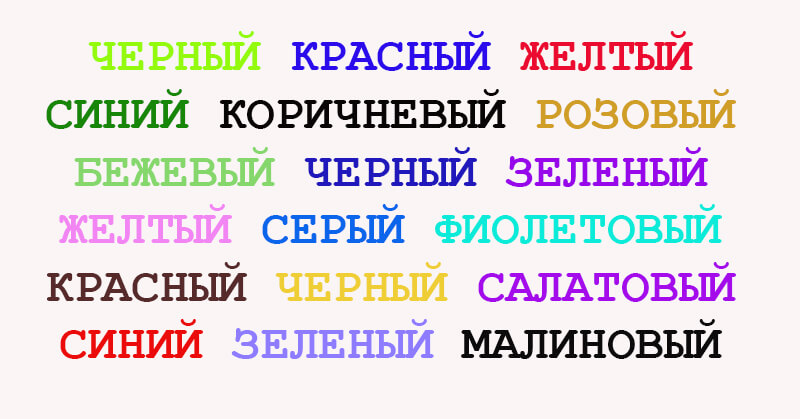 ЧЕРНЫЙ КРАСНЫЙ ЖЕЛТЫЙ
СИНИЙ КОРИЧНЕВЫЙ РОЗОВЫЙ
БЕЖЕВЫЙ ЧЕРНЫЙ ЗЕЛЕНЫЙ
ЖЕЛТЫЙ СЕРЫЙ ФИОЛЕТОВЫЙ
КРАСНЫЙ ЧЕРНЫЙ САЛАТОВЫЙ
СИНИЙ ЗЕЛЕНЫЙ МАЛИНОВЫЙ